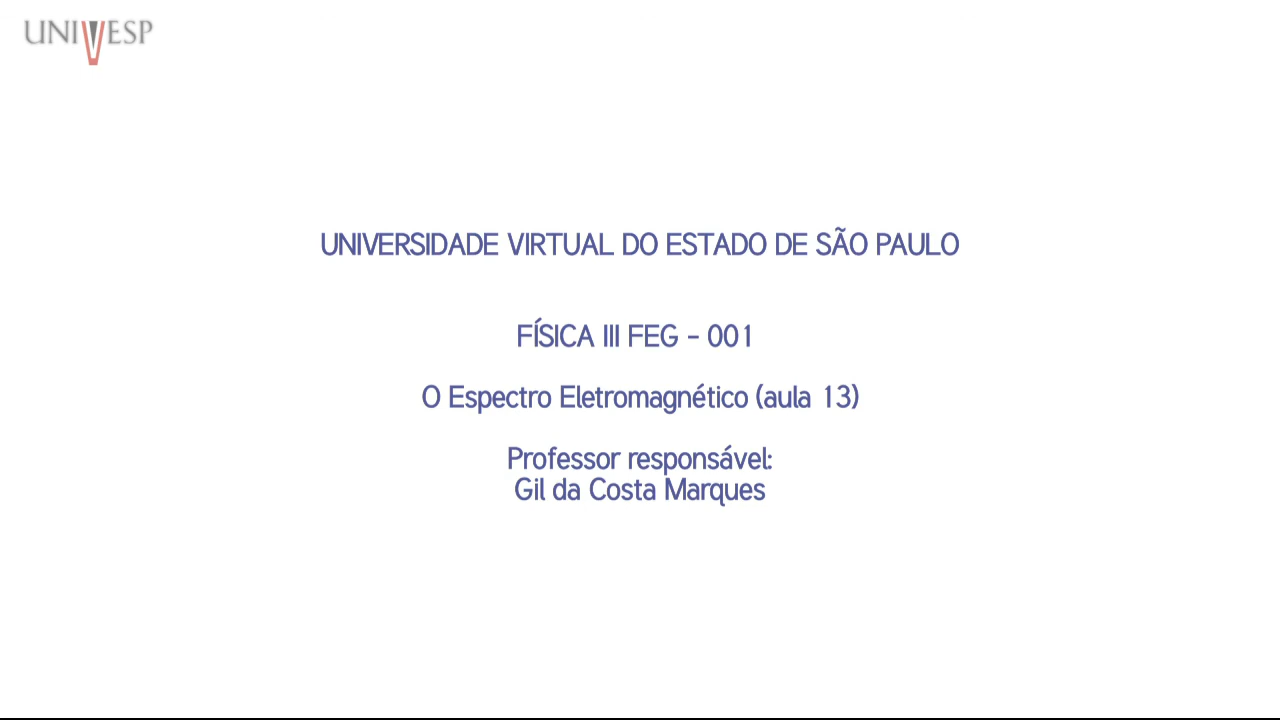 UNIVESP
UNIVERSIDADE VIRTUAL DO ESTADO DE SÃO PAULO
FÍSICA III FEG - 001
O Espectro Eletromagnético (aula 13)
Professor responsável:
Gil da Costa Marques